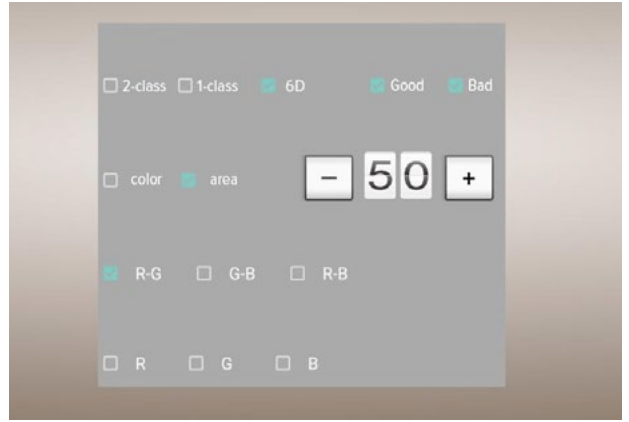 2-class 1-class 6D Good Bad
color area - 50 +
R-G G-B R-B
R G B